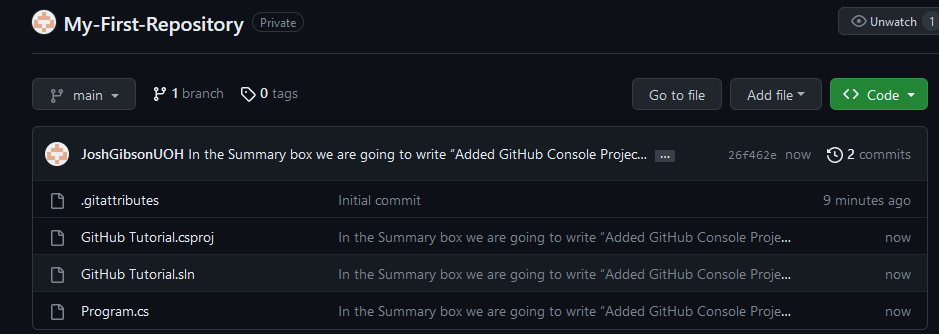 My-First-Repository Private Unwatch 1
main 1 branch 0 tags Go to file Add file Code
JoshGibsonUOH In the Summary box we are going to write “Added GitHub Console Projec... ... 26f462e now 2 commits
.gitattributes Initial commit 9 minutes ago
GitHub Tutorial.csproj In the Summary box we are going to write “Added GitHub Console Proje... now
GitHub Tutorial.sln In the Summary box we are going to write “Added GitHub Console Proje... now
Program.cs In the Summary box we are going to write “Added GitHub Console Proje... now